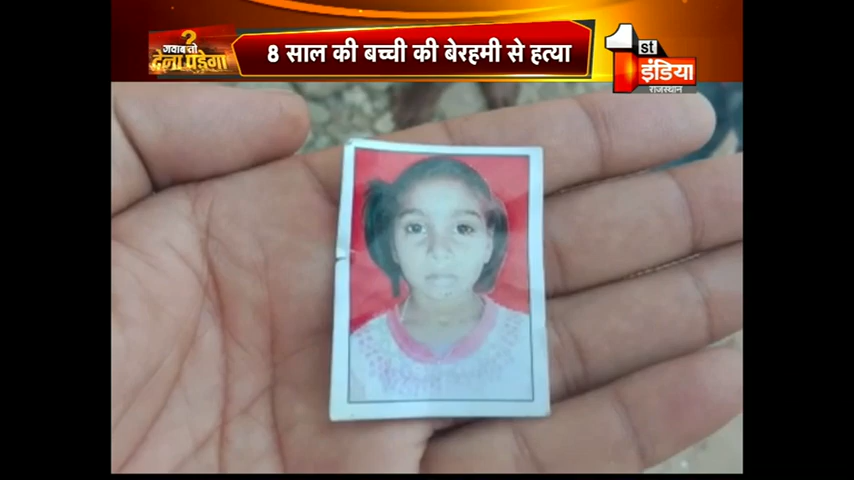 जवाब तो
देना पड़ेगा
?
8 साल की बच्ची की बेरहमी से हत्या
1st
इंडिया
राजस्थान